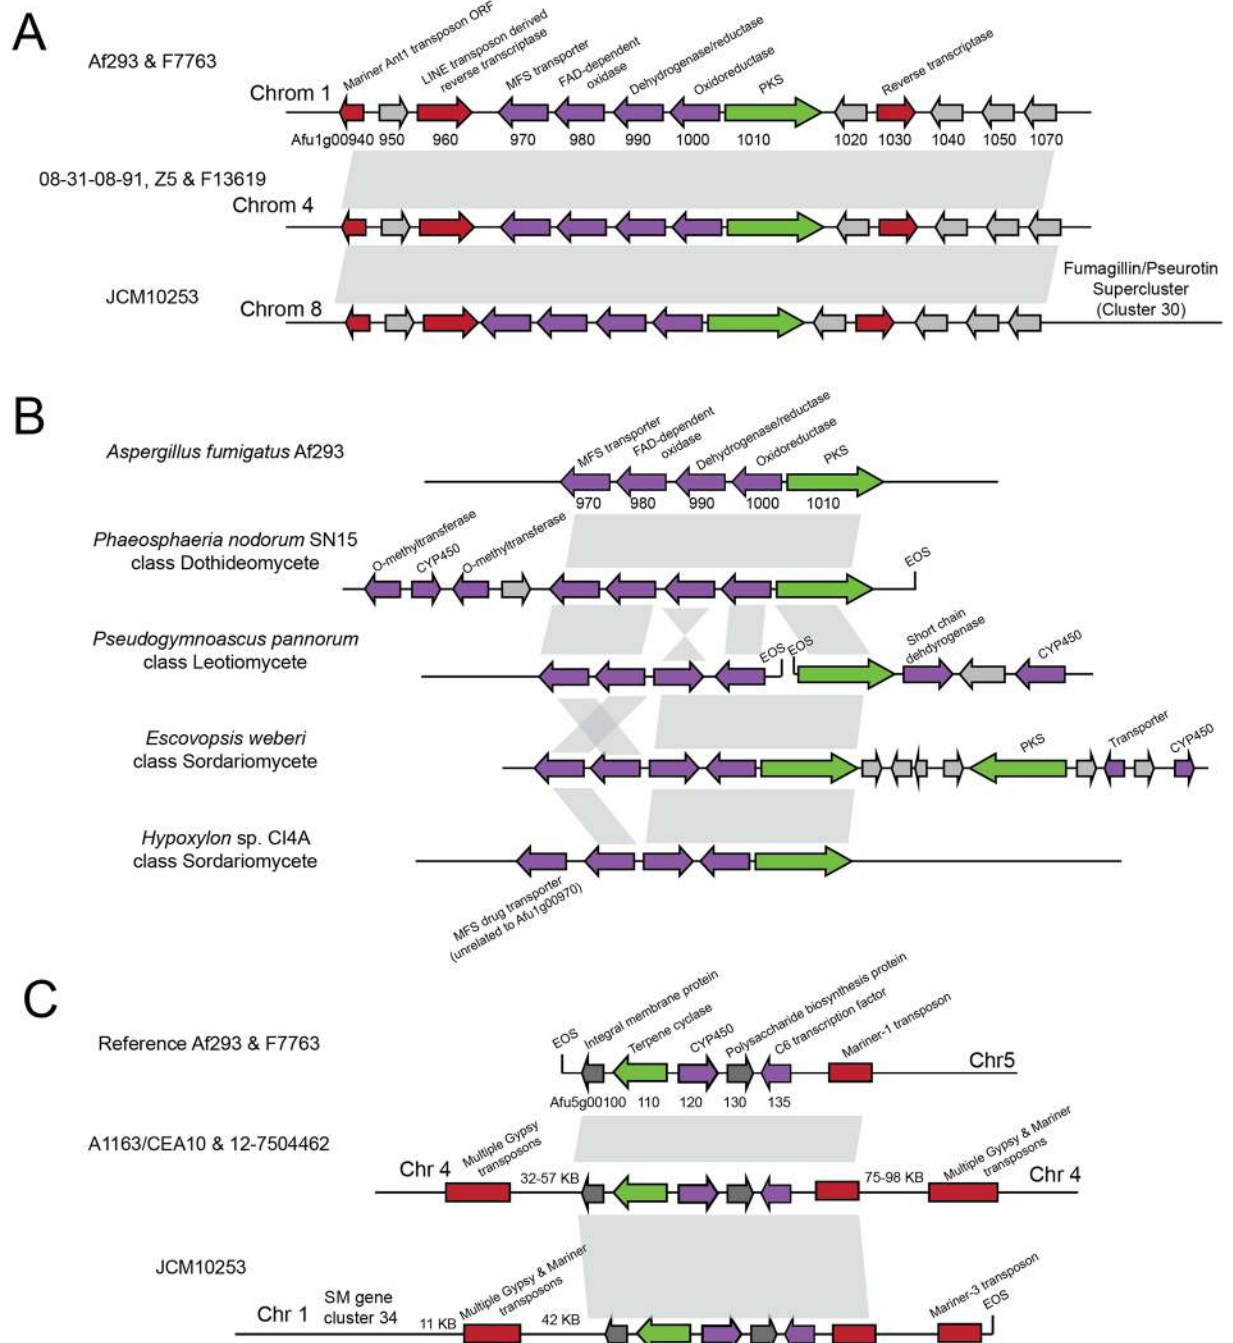 A
Af293 & F7763
Chrom 1
Mariner Ant1 transposon ORF
LINE transposon derived
reverse transcriptase
MFS transporter
FAD-dependent
oxidase
Dehydrogenase/reductase
Oxidoreductase
PKS
Reverse transcriptase
Afu1g00940 950 960 970 980 990 1000 1010 1020 1030 1040 1050 1070
08-31-08-91, Z5 & F13619
Chrom 4
JCM10253
Chrom 8
Fumagillin/Pseurotin
Supercluster
(Cluster 30)
B
Aspergillus fumigatus Af293
MFS transporter
FAD-dependent
oxidase
Dehydrogenase/reductase
Oxidoreductase
PKS
970 980 990 1000 1010
Phaeosphaeria nodorum SN15
class Dothideomycete
O-methyltransferase
CYP450
O-methyltransferase
EOS
Pseudogymnoascus pannorum
class Leotiomycete
EOS
EOS
Short chain
dehdyrogenase
CYP450
Escovopsis weberi
class Sordariomycete
PKS
Transporter
CYP450
Hypoxylon sp. CI4A
class Sordariomycete
MFS drug transporter
(unrelated to Afu1g00970)
C
Reference Af293 & F7763
EOS
Integral membrane protein
Terpene cyclase
CYP450
Polysaccharide biosynthesis protein
C6 transcription factor
Mariner-1 transposon
Chr5
Afu5g00100 110 120 130 135
A1163/CEA10 & 12-7504462
Chr 4
Multiple Gypsy
transposons
32-57 KB
75-98 KB
Multiple Gypsy & Mariner
transposons
Chr 4
JCM10253
Chr 1
SM gene
cluster 34
11 KB
Multiple Gypsy & Mariner
transposons
42 KB
Mariner-3 transposon
EOS